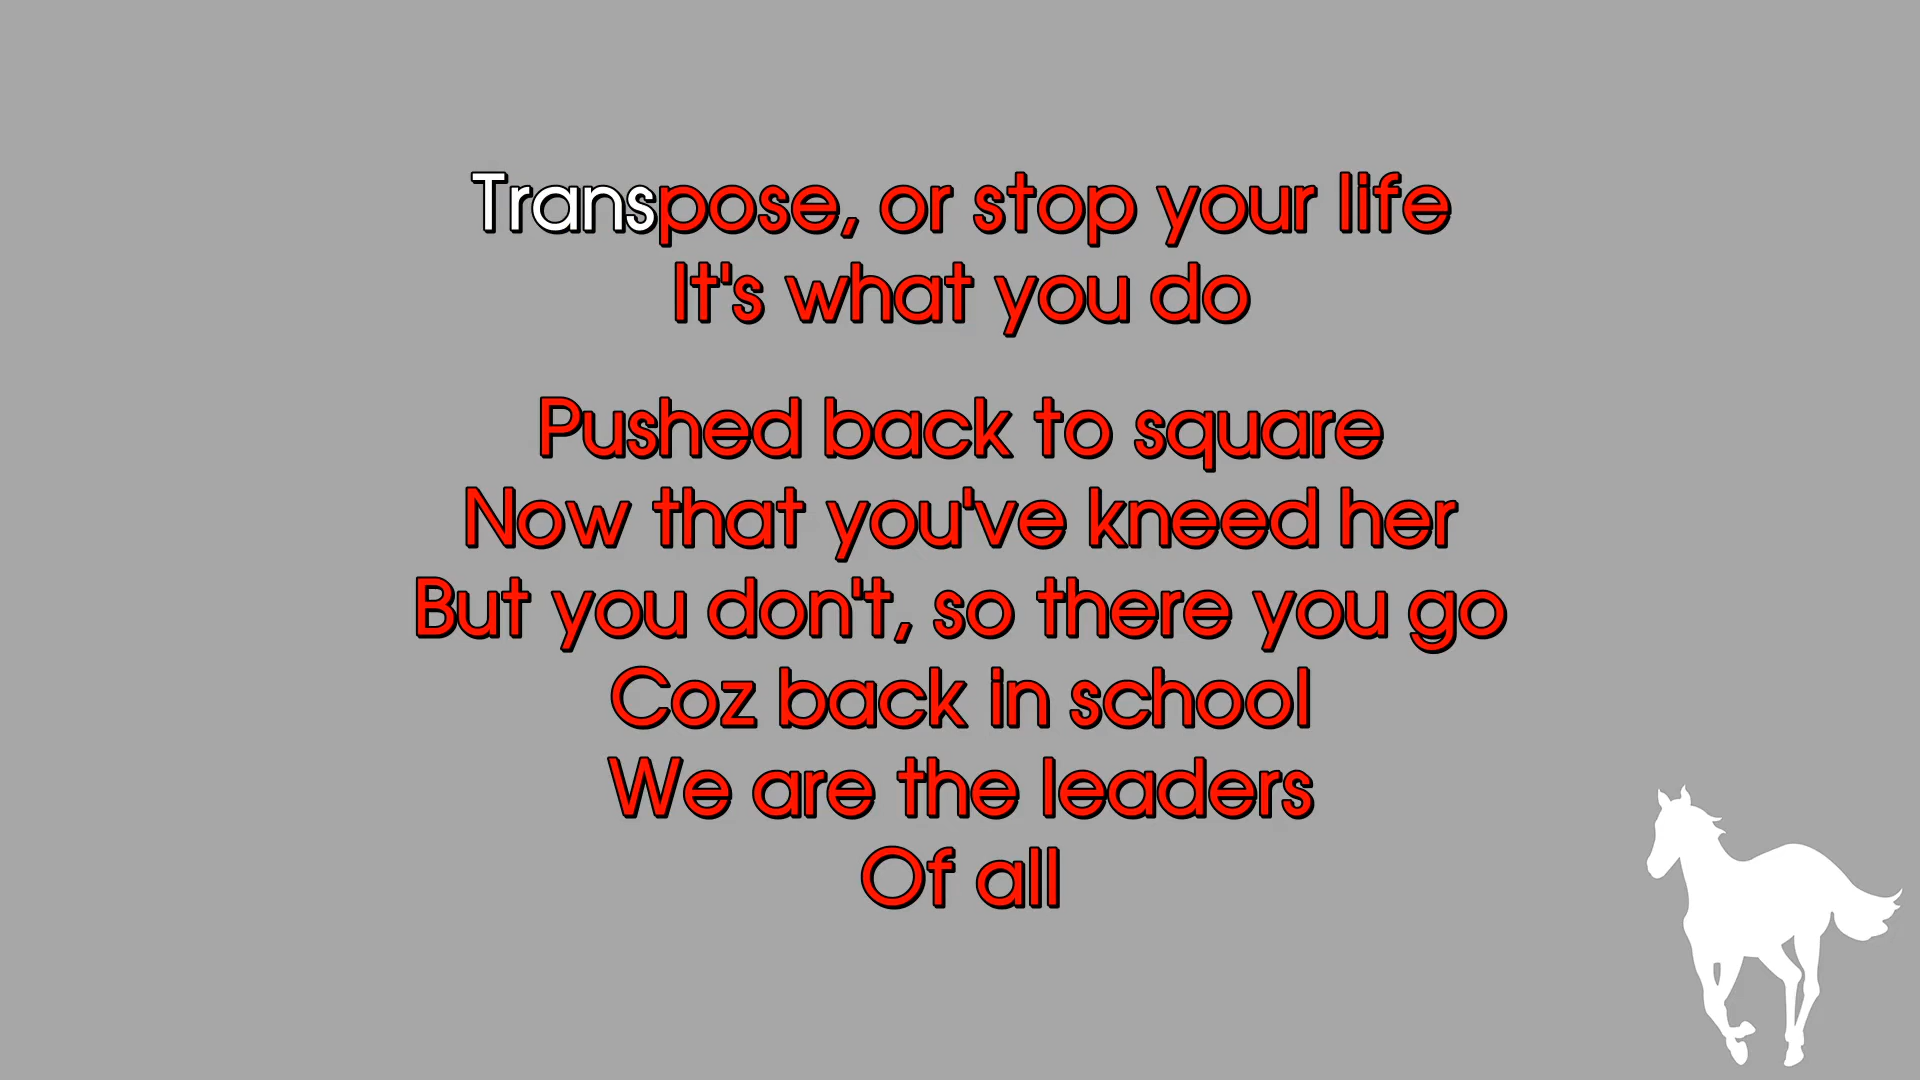 Transpose, or stop your life
It's what you do
Pushed back to square
Now that you've kneed her
But you don't, so there you go
Coz back in school
We are the leaders
Of all